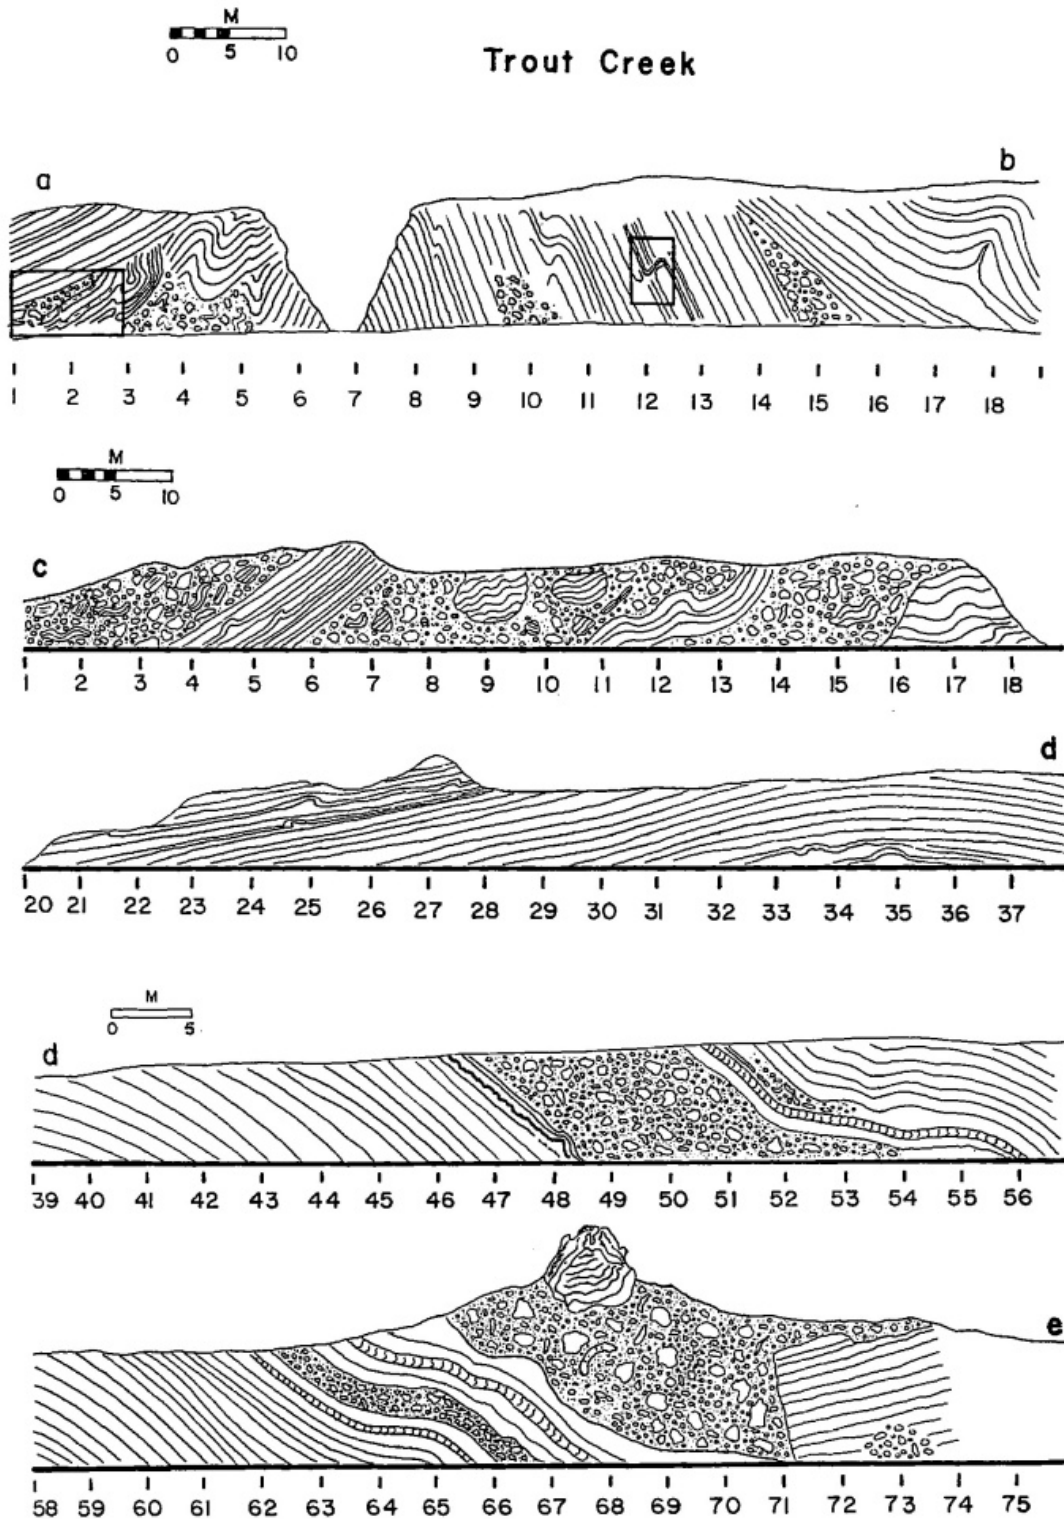 M
0 5 10
Trout Creek
a
b
1 2 3 4 5 6 7 8 9 10 11 12 13 14 15 16 17 18
M
0 5 10
c
1 2 3 4 5 6 7 8 9 10 11 12 13 14 15 16 17 18
d
20 21 22 23 24 25 26 27 28 29 30 31 32 33 34 35 36 37
M
0 5
d
39 40 41 42 43 44 45 46 47 48 49 50 51 52 53 54 55 56
e
58 59 60 61 62 63 64 65 66 67 68 69 70 71 72 73 74 75